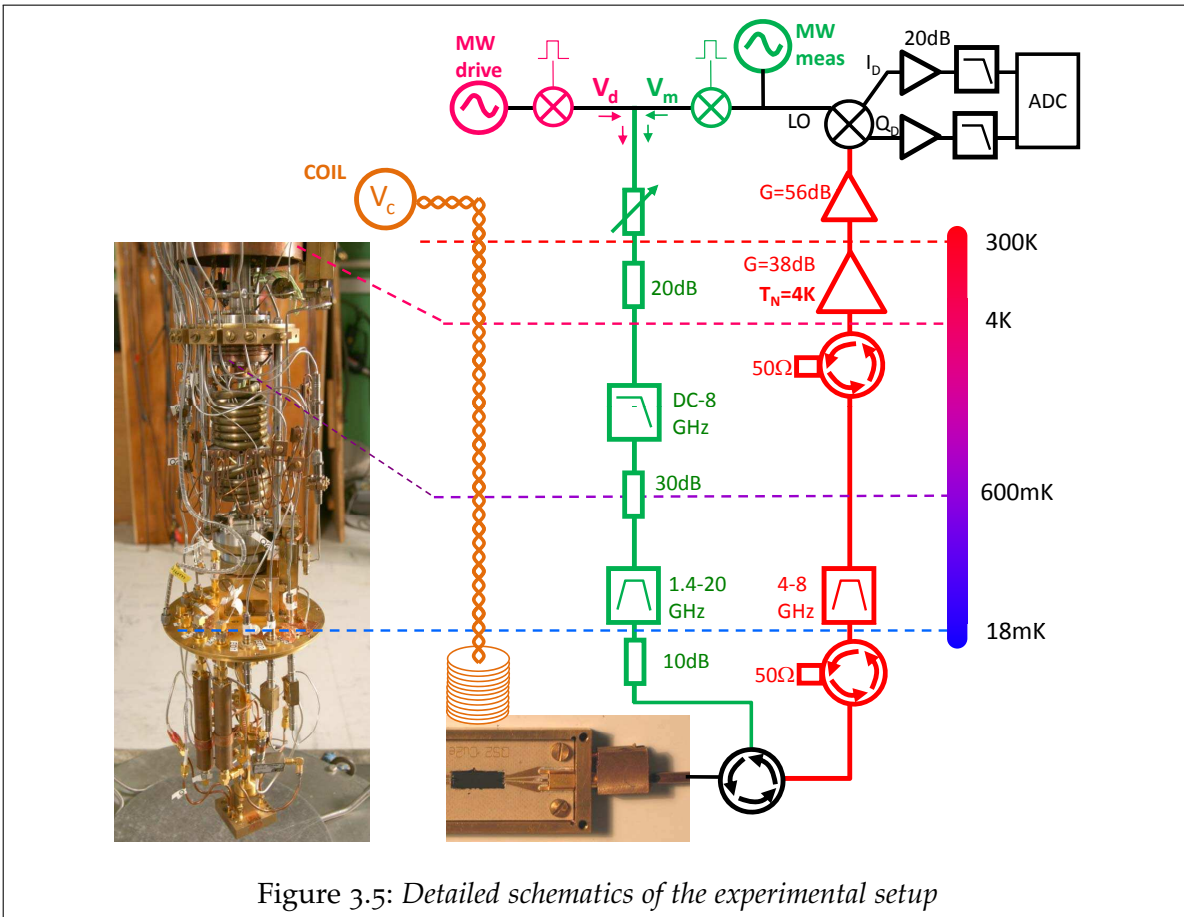 MW
drive
V_d
V_m
MW
meas
20dB
I_D
Q_D
LO
ADC
COIL
V_c
G=56dB
300K
G=38dB
T_N=4K
20dB
4K
50Ω
DC-8
GHz
30dB
600mK
1.4-20
GHz
4-8
GHz
18mK
10dB
50Ω
Figure 3.5: Detailed schematics of the experimental setup